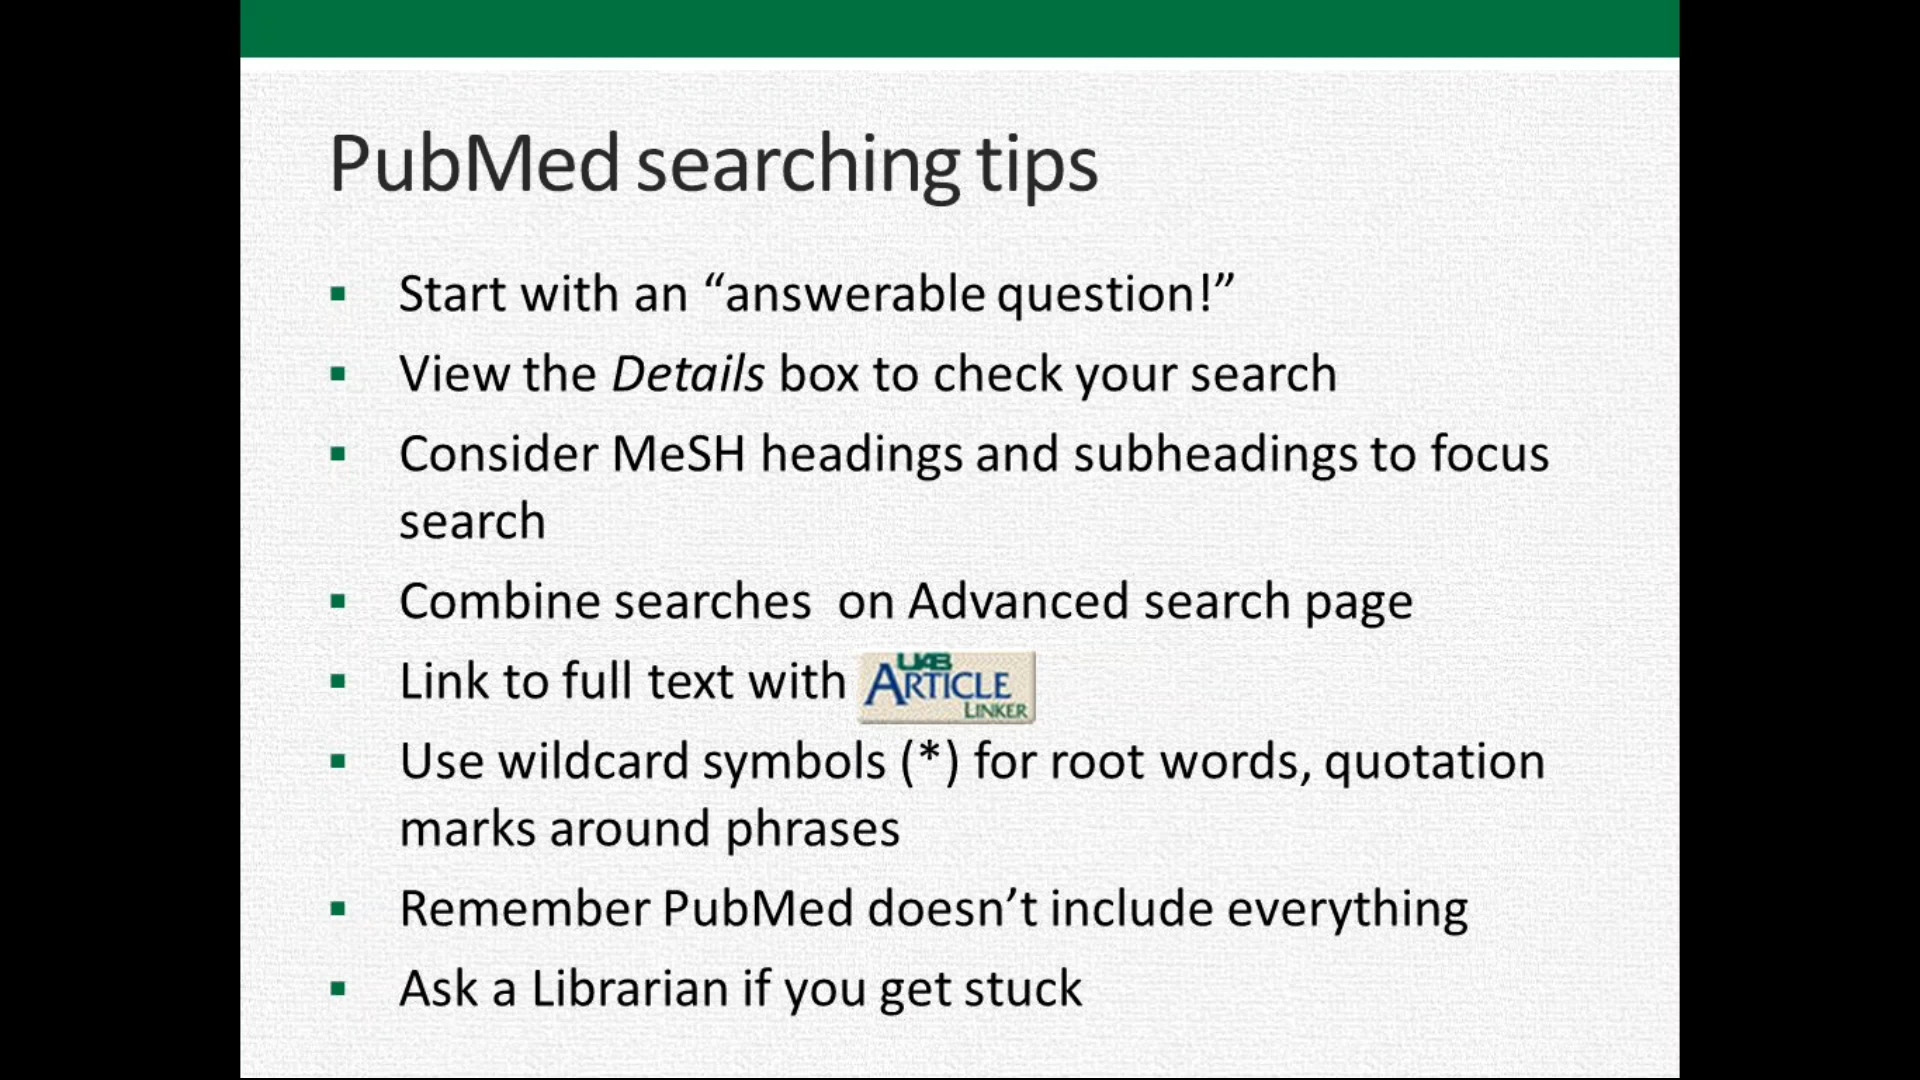 PubMed searching tips
▪ Start with an “answerable question!”
▪ View the Details box to check your search
▪ Consider MeSH headings and subheadings to focus
search
▪ Combine searches  on Advanced search page
▪ Link to full text with UAB ARTICLE LINKER
▪ Use wildcard symbols (*) for root words, quotation
marks around phrases
▪ Remember PubMed doesn’t include everything
▪ Ask a Librarian if you get stuck